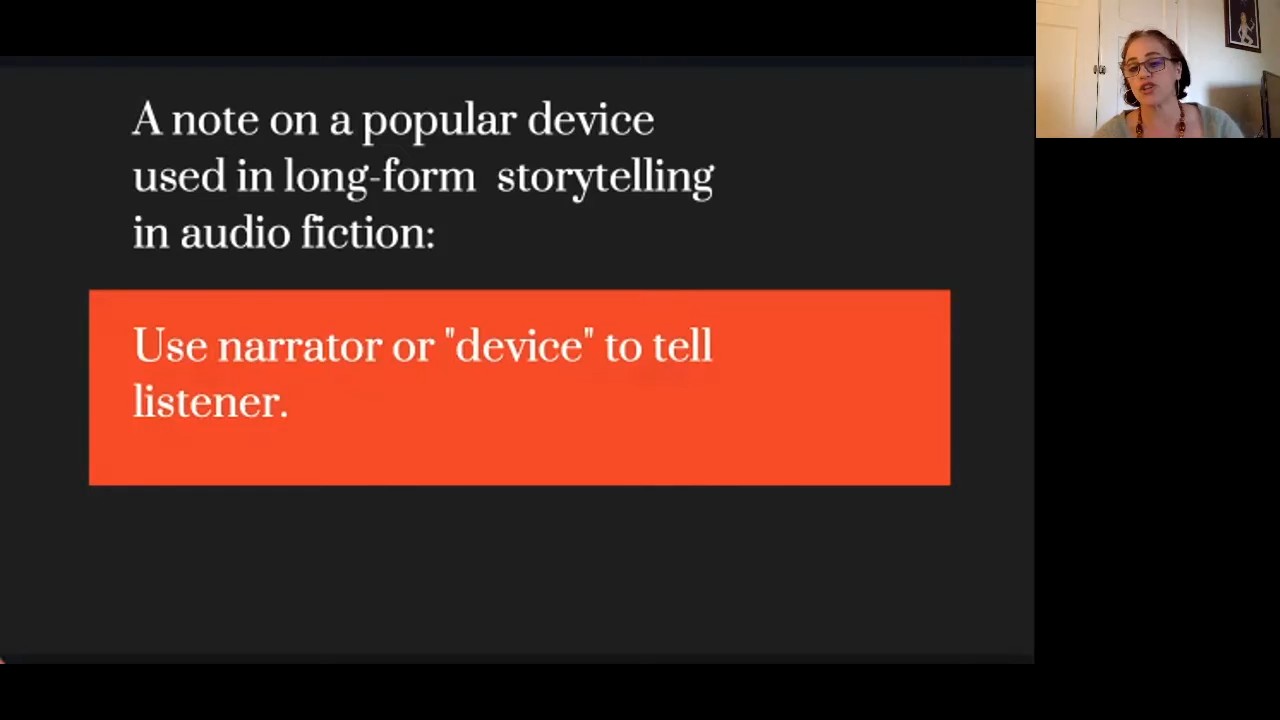 A note on a popular device
used in long-form storytelling
in audio fiction:
Use narrator or "device" to tell
listener.